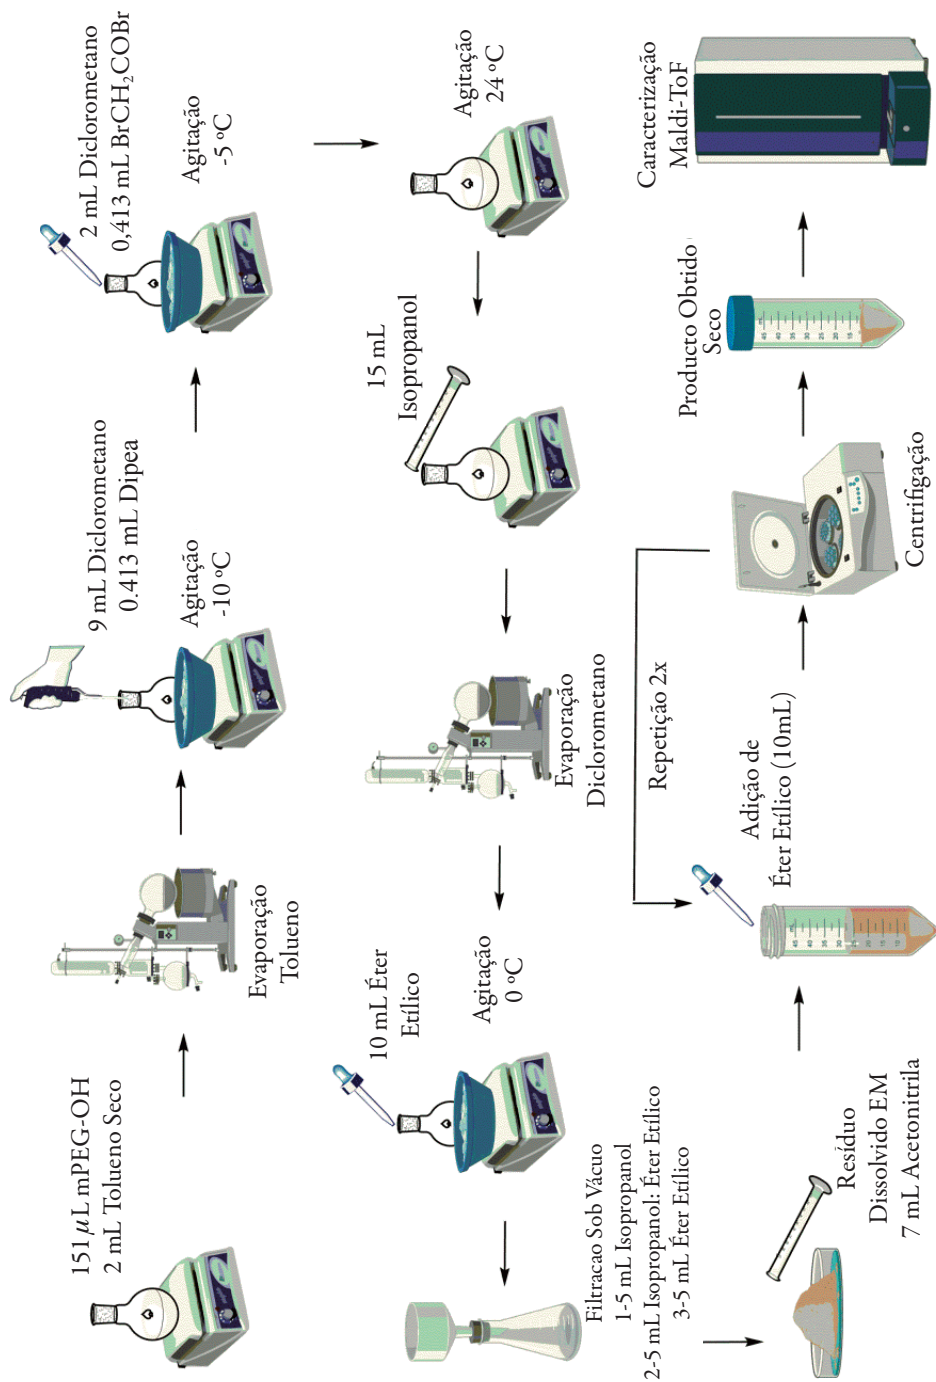 151 μL mPEG-OH
2 mL Tolueno Seco
Evaporação
Tolueno
9 mL Diclorometano
0.413 mL Dipea
Agitação
-10 °C
2 mL Diclorometano
0,413 mL BrCH₂COBr
Agitação
-5 °C
Agitação
24 °C
15 mL
Isopropanol
Evaporação
Diclorometano
10 mL Éter
Etílico
Agitação
0 °C
Filtracao Sob Vácuo
1-5 mL Isopropanol
2-5 mL Isopropanol: Éter Etílico
3-5 mL Éter Etílico
Resíduo
Dissolvido EM
7 mL Acetonitrila
Adição de
Éter Etílico (10mL)
Repetição 2x
Centrifigação
Producto Obtido
Seco
Caracterização
Maldi-ToF